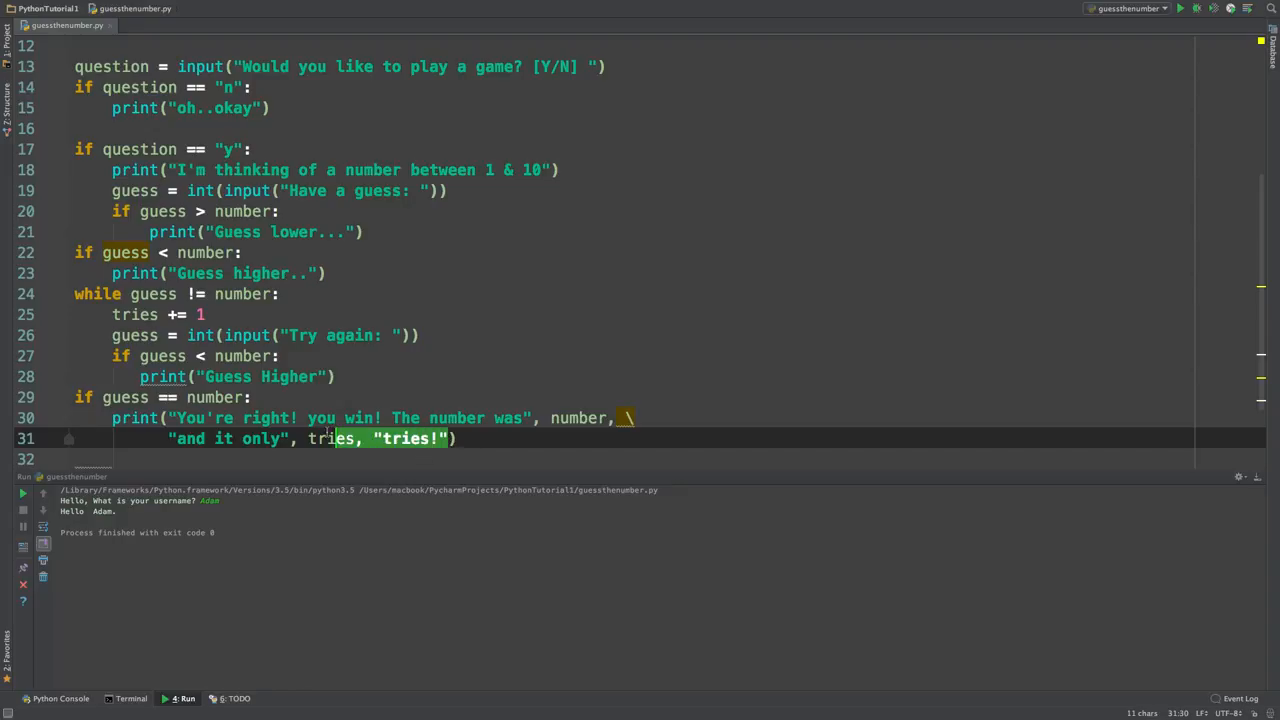 PythonTutorial1 guessthenumber.py guessthenumber
guessthenumber.py
1: Project
Z: Structure
2: Favorites
Database
12
13 question = input("Would you like to play a game? [Y/N] ")
14 if question == "n":
15 print("oh..okay")
16
17 if question == "y":
18 print("I'm thinking of a number between 1 & 10")
19 guess = int(input("Have a guess: "))
20 if guess > number:
21 print("Guess lower...")
22 if guess < number:
23 print("Guess higher..")
24 while guess != number:
25 tries += 1
26 guess = int(input("Try again: "))
27 if guess < number:
28 print("Guess Higher")
29 if guess == number:
30 print("You're right! you win! The number was", number, \
31 "and it only", tries, "tries!")
32
Run guessthenumber
/Library/Frameworks/Python.framework/Versions/3.5/bin/python3.5 /Users/macbook/PycharmProjects/PythonTutorial1/guessthenumber.py
Hello, What is your username? Adam
Hello  Adam.
Process finished with exit code 0
Python Console Terminal 4: Run 6: TODO Event Log
11 chars 31:30 LF÷ UTF-8÷